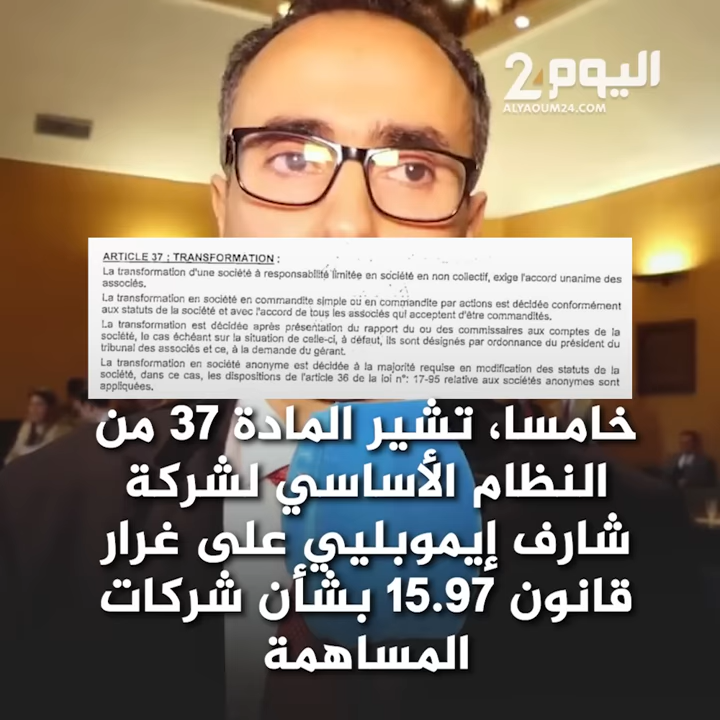 اليوم 24
ALYAOUM24.COM
ARTICLE 37 : TRANSFORMATION :
La transformation d'une société à responsabilité limitée en société en non collectif, exige l'accord unanime des
associés.
La transformation en société en commandite simple ou en commandite par actions est décidée conformément
aux statuts de la société et avec l'accord de tous les associés qui acceptent d'être commandités.
La transformation est décidée après présentation du rapport du ou des commissaires aux comptes de la
société, le cas échéant sur la situation de celle-ci, à défaut, ils sont désignés par ordonnance du président du
tribunal des associés et ce, à la demande du gérant.
La transformation en société anonyme est décidée à la majorité requise en modification des statuts de la
société, dans ce cas, les dispositions de l'article 36 de la loi n°: 17-95 relative aux sociétés anonymes sont
appliquées.
خامسا، تشير المادة 37 من
النظام الأساسي لشركة
شارف إيموبليي على غرار
قانون 15.97 بشأن شركات
المساهمة